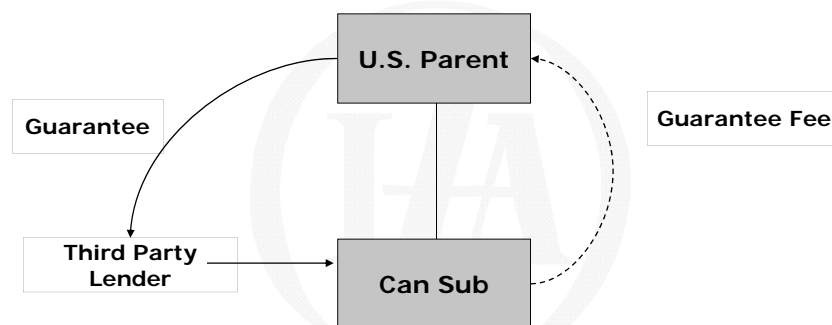 U.S. Parent
Guarantee
Guarantee Fee
Third Party
Lender
Can Sub